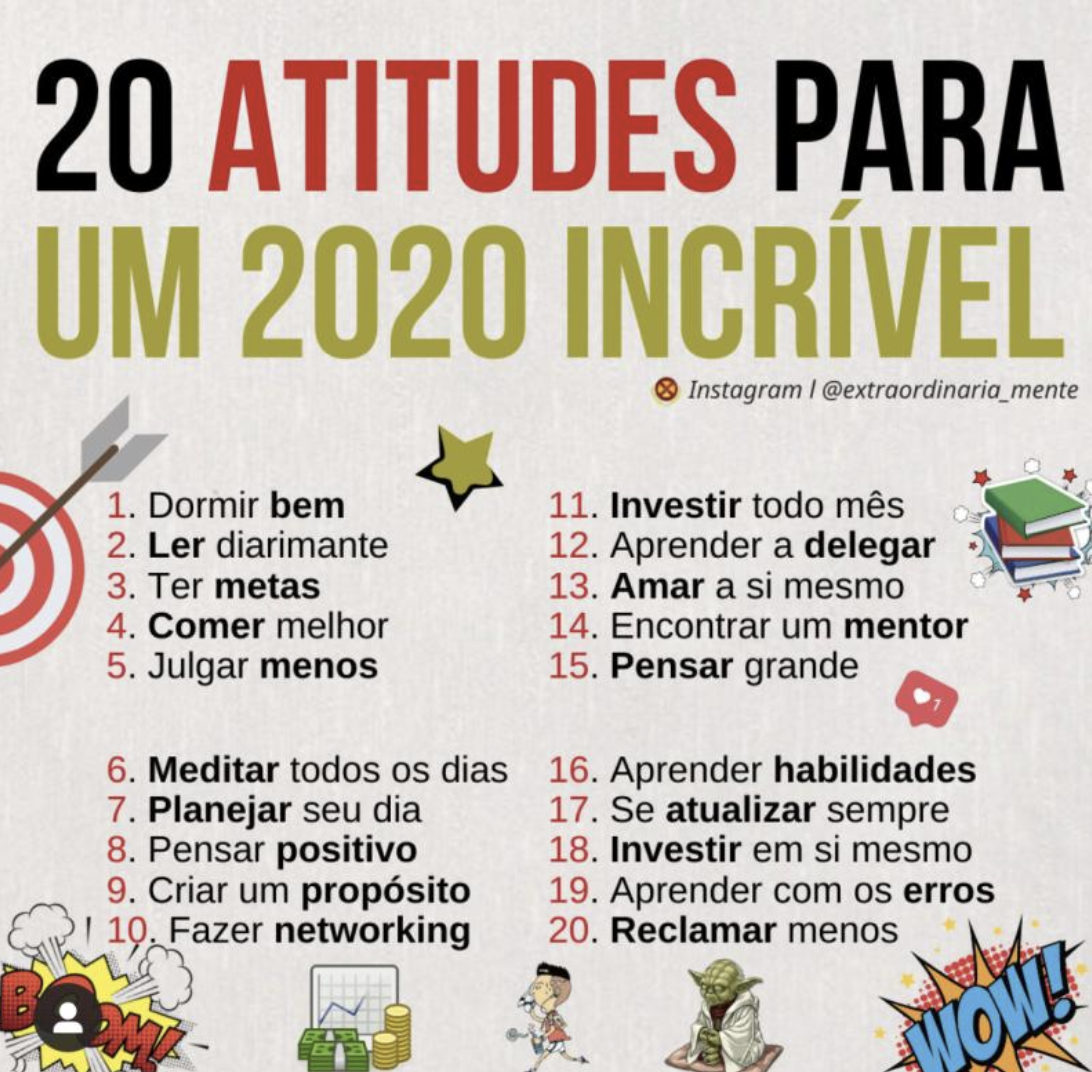 20 ATITUDES PARA
UM 2020 INCRÍVEL
Instagram l @extraordinaria_mente
1. Dormir bem
2. Ler diarimante
3. Ter metas
4. Comer melhor
5. Julgar menos
6. Meditar todos os dias
7. Planejar seu dia
8. Pensar positivo
9. Criar um propósito
10. Fazer networking
11. Investir todo mês
12. Aprender a delegar
13. Amar a si mesmo
14. Encontrar um mentor
15. Pensar grande
1
16. Aprender habilidades
17. Se atualizar sempre
18. Investir em si mesmo
19. Aprender com os erros
20. Reclamar menos
BOOM!
WOW!